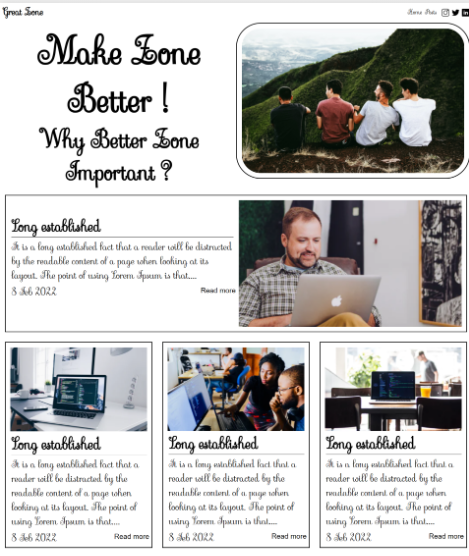 Great Zone
Home Posts
Make Zone
Better !
Why Better Zone
Important ?
Long established
It is a long established fact that a reader will be distracted
by the readable content of a page when looking at its
layout. The point of using Lorem Ipsum is that....
8 Feb 2022
Read more
Long established
It is a long established fact that a
reader will be distracted by the
readable content of a page when
looking at its layout. The point of
using Lorem Ipsum is that....
8 Feb 2022
Read more
Long established
It is a long established fact that a
reader will be distracted by the
readable content of a page when
looking at its layout. The point of
using Lorem Ipsum is that....
8 Feb 2022
Read more
Long established
It is a long established fact that a
reader will be distracted by the
readable content of a page when
looking at its layout. The point of
using Lorem Ipsum is that....
8 Feb 2022
Read more